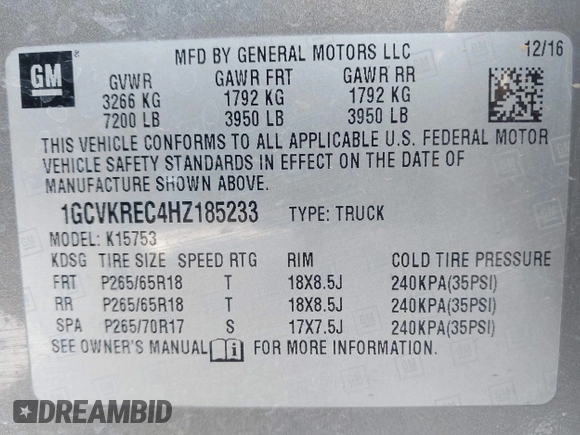 MFD BY GENERAL MOTORS LLC 12/16
GM
GVWR GAWR FRT GAWR RR
3266 KG 1792 KG 1792 KG
7200 LB 3950 LB 3950 LB
THIS VEHICLE CONFORMS TO ALL APPLICABLE U.S. FEDERAL MOTOR
VEHICLE SAFETY STANDARDS IN EFFECT ON THE DATE OF
MANUFACTURE SHOWN ABOVE.
1GCVKREC4HZ185233 TYPE: TRUCK
MODEL: K15753
KDSG TIRE SIZE SPEED RTG RIM COLD TIRE PRESSURE
FRT P265/65R18 T 18X8.5J 240KPA(35PSI)
RR P265/65R18 T 18X8.5J 240KPA(35PSI)
SPA P265/70R17 S 17X7.5J 240KPA(35PSI)
SEE OWNER'S MANUAL i FOR MORE INFORMATION.
DREAMBID